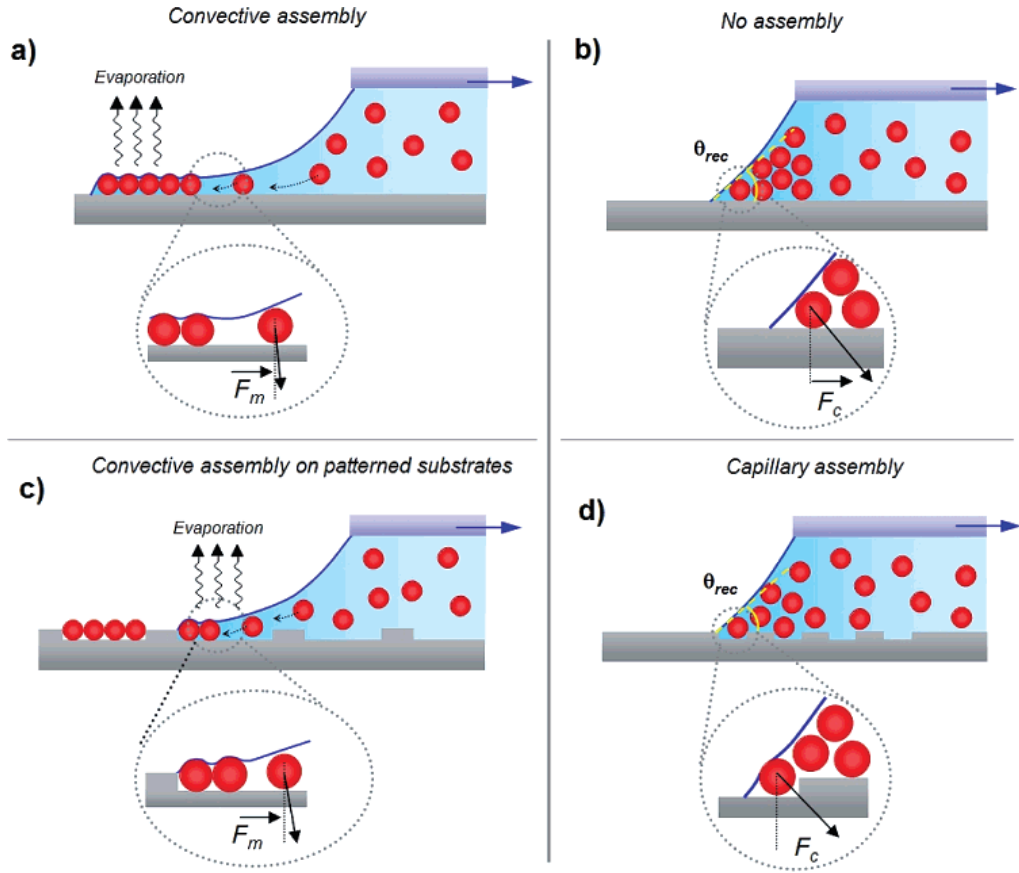 Convective assembly
a)
Evaporation
Fm
No assembly
b)
θrec
Fc
Convective assembly on patterned substrates
c)
Evaporation
Fm
Capillary assembly
d)
θrec
Fc